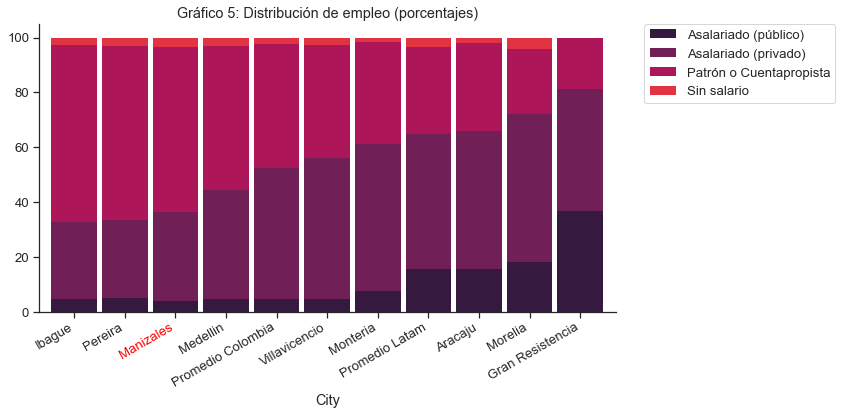 Gráfico 5: Distribución de empleo (porcentajes)
100
80
60
40
20
0
Ibague
Pereira
Manizales
Medellin
Promedio Colombia
Villavicencio
Monteria
Promedio Latam
Aracaju
Morelia
Gran Resistencia
City
Asalariado (público)
Asalariado (privado)
Patrón o Cuentapropista
Sin salario